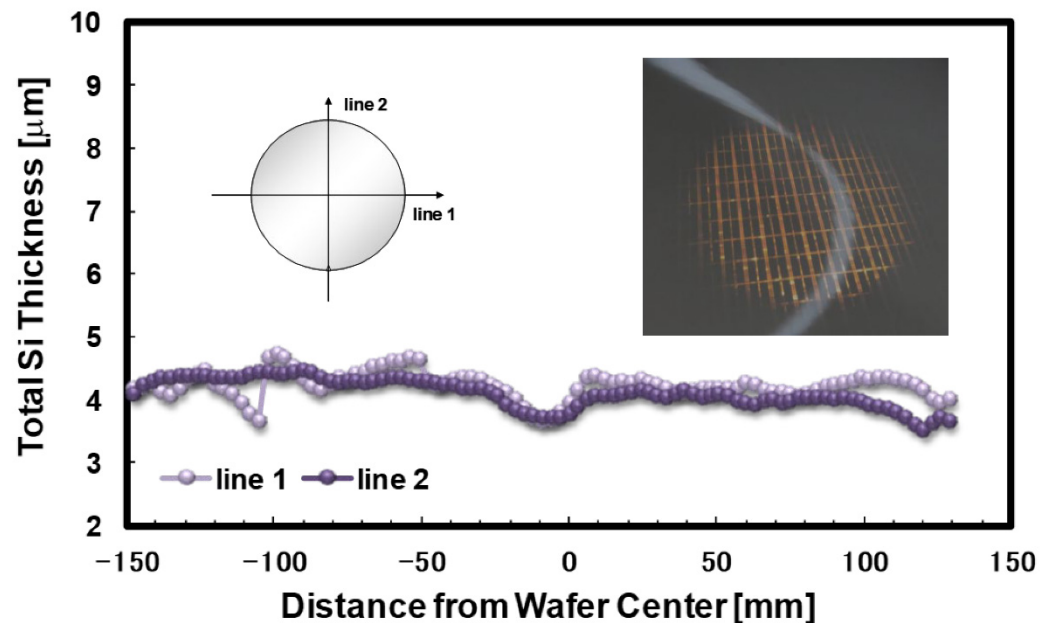 10
9
8
7
6
5
4
3
2
Total Si Thickness [μm]
line 2
line 1
line 1
line 2
−150
−100
−50
0
50
100
150
Distance from Wafer Center [mm]